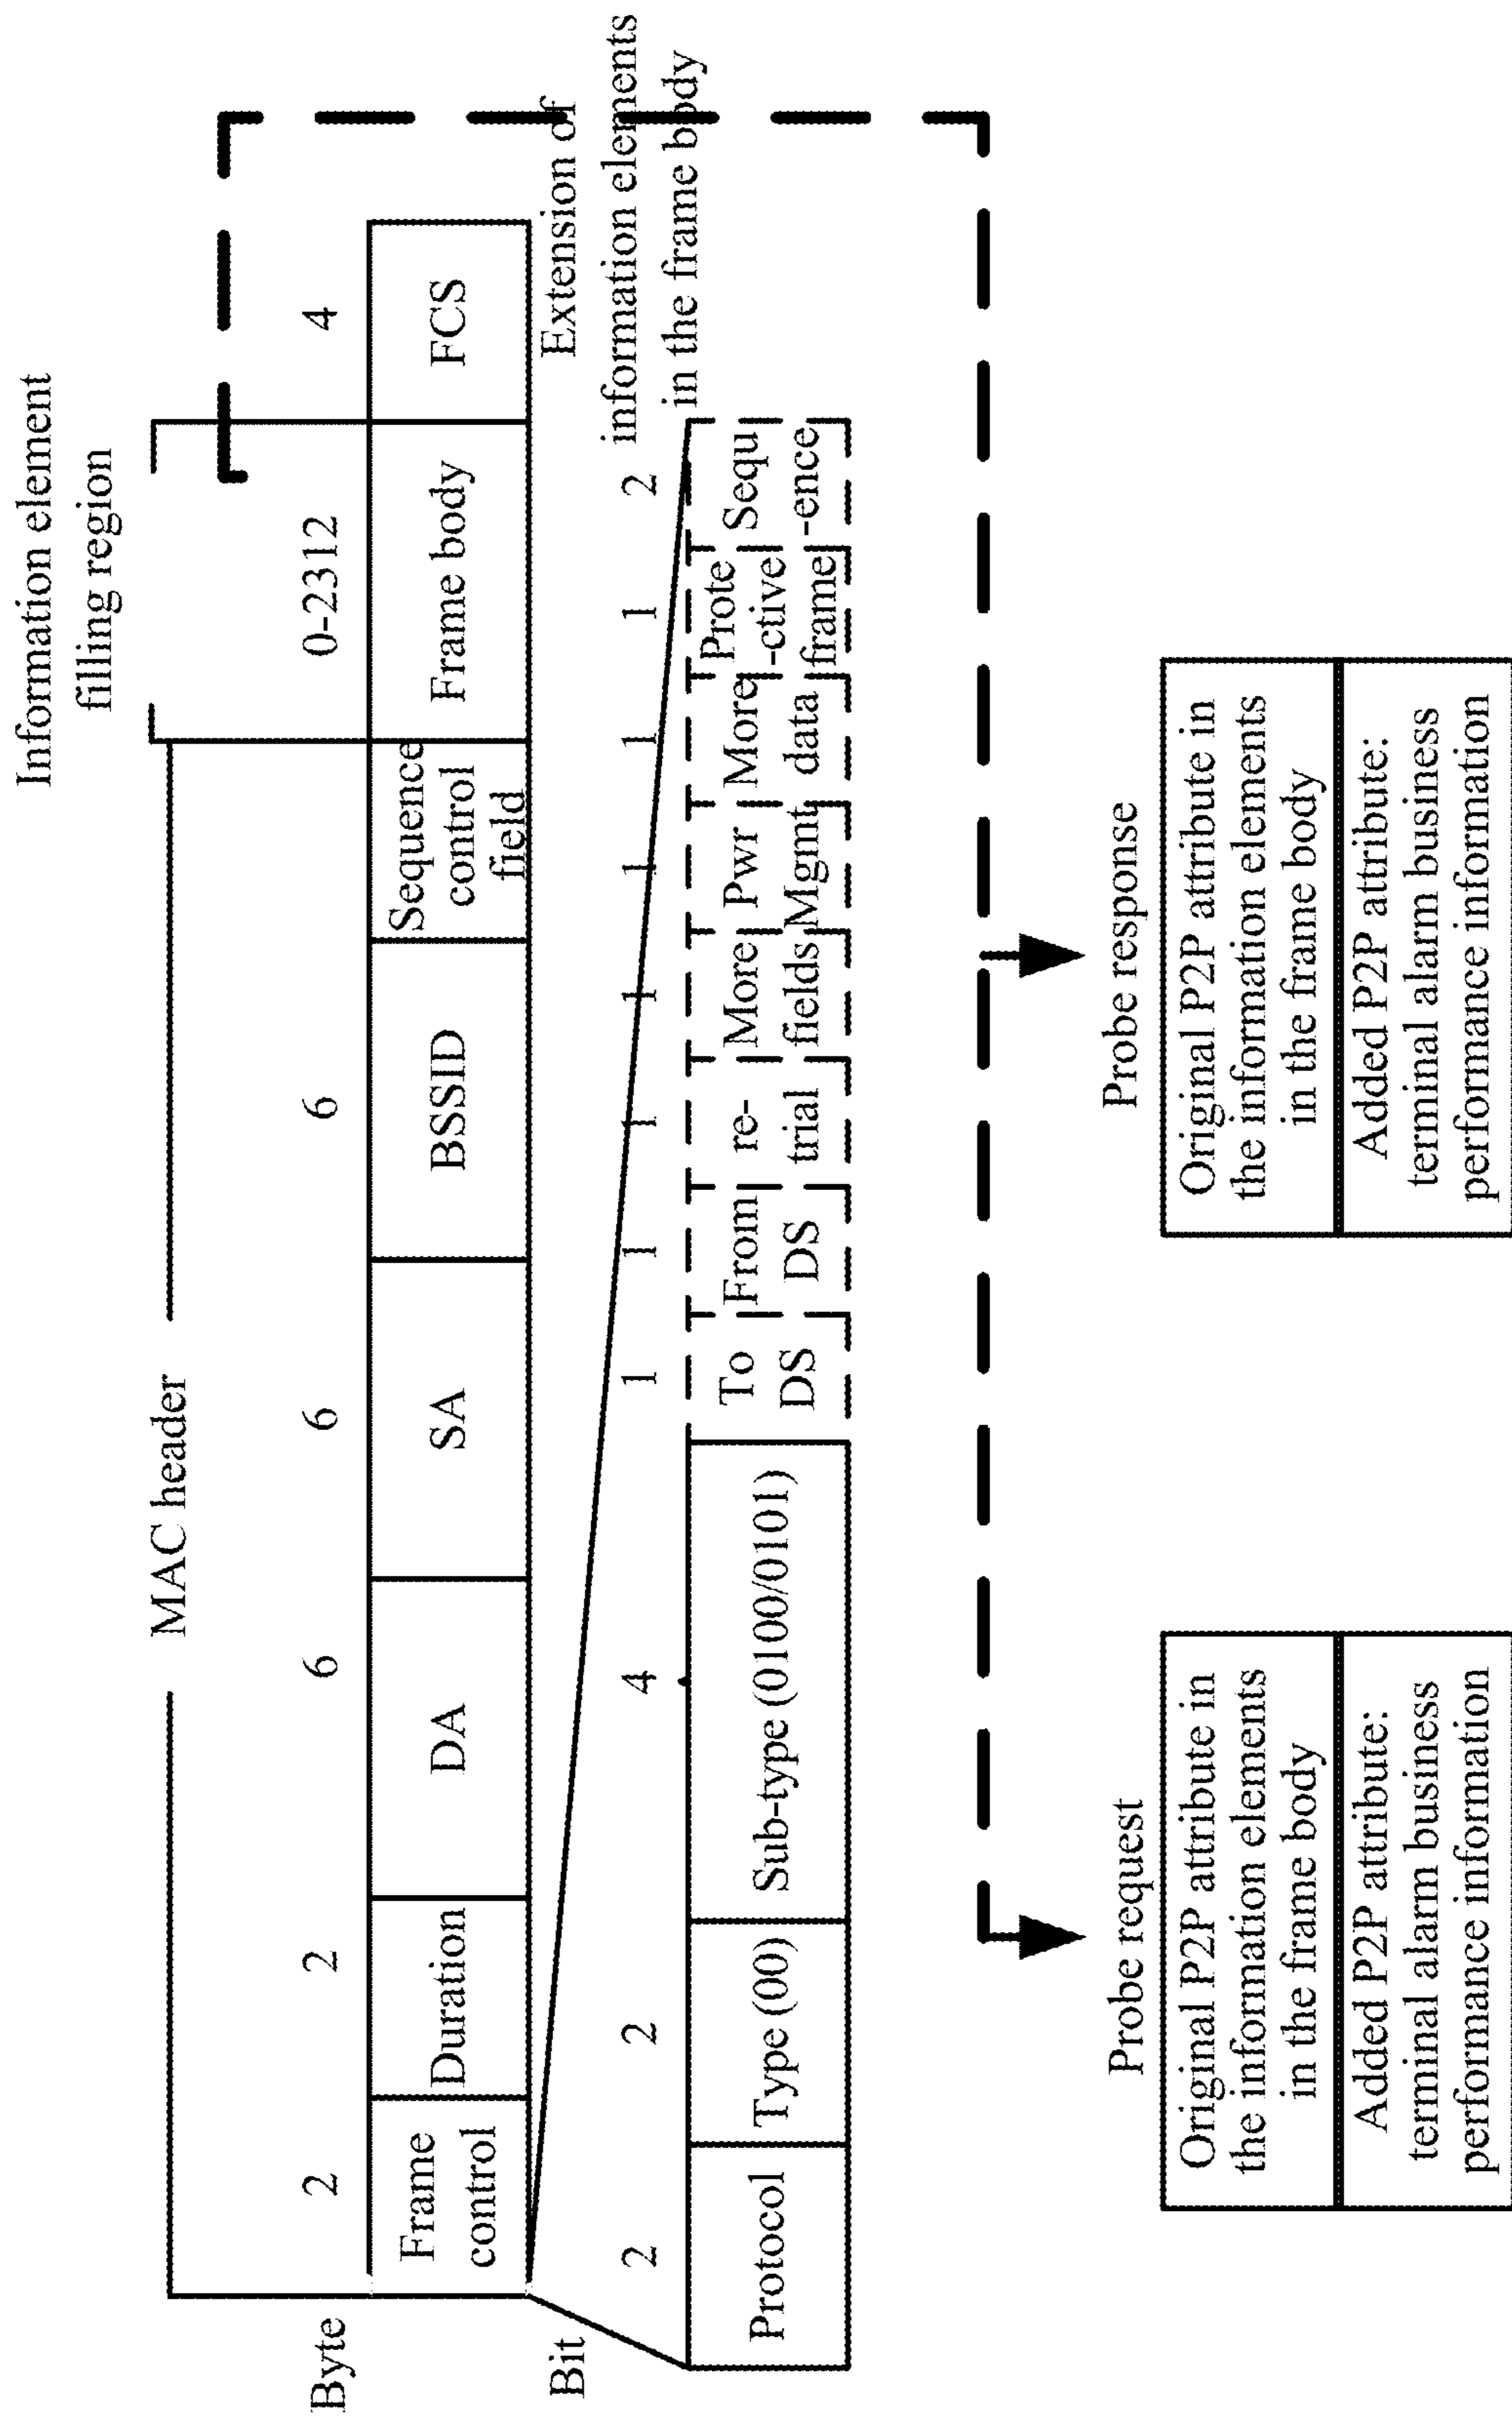 Information element
filling region
MAC header
Byte
2
2
6
6
6
0-2312
4
Frame
control
Duration
DA
SA
BSSID
Sequence
control
field
Frame body
FCS
Extension of
information elements
in the frame body
Bit
2
2
4
1
1
1
1
1
1
1
2
Protocol
Type (00)
Sub-type (0100/0101)
To
DS
From
DS
re-
trial
More
fields
Pwr
Mgmt
More
data
Prote
-ctive
frame
Sequ
-ence
Probe request
Original P2P attribute in
the information elements
in the frame body
Added P2P attribute:
terminal alarm business
performance information
Probe response
Original P2P attribute in
the information elements
in the frame body
Added P2P attribute:
terminal alarm business
performance information